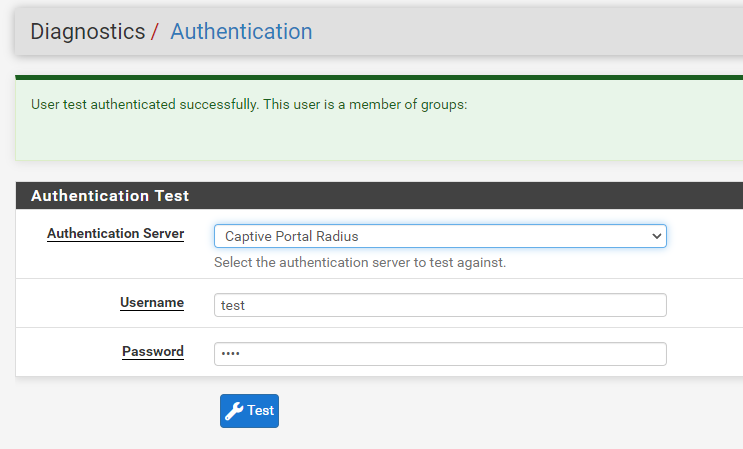 Diagnostics / Authentication
User test authenticated successfully. This user is a member of groups:
Authentication Test
Authentication Server
Captive Portal Radius
Select the authentication server to test against.
Username
test
Password
••••
Test